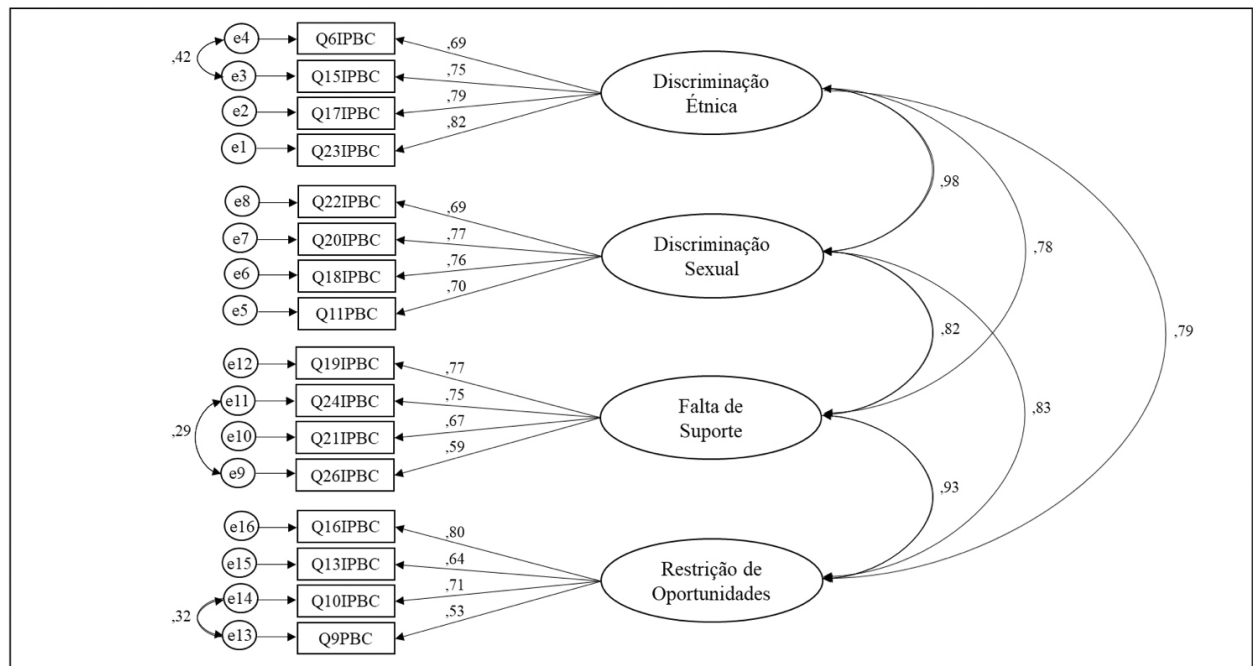 e4
Q6IPBC
,69
,42
e3
Q15IPBC
,75
e2
Q17IPBC
,79
e1
Q23IPBC
,82
Discriminação
Étnica
,98
,78
,79
e8
Q22IPBC
,69
e7
Q20IPBC
,77
e6
Q18IPBC
,76
e5
Q11PBC
,70
Discriminação
Sexual
,82
,83
e12
Q19IPBC
,77
e11
Q24IPBC
,75
,29
e10
Q21IPBC
,67
e9
Q26IPBC
,59
Falta de
Suporte
,93
e16
Q16IPBC
,80
e15
Q13IPBC
,64
e14
Q10IPBC
,71
,32
e13
Q9PBC
,53
Restrição de
Oportunidades